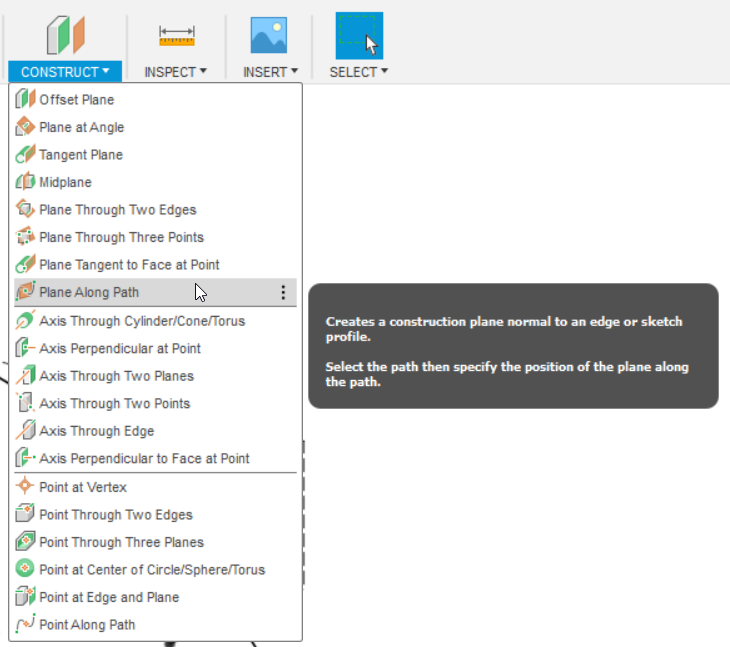 CONSTRUCT INSPECT INSERT SELECT
Offset Plane
Plane at Angle
Tangent Plane
Midplane
Plane Through Two Edges
Plane Through Three Points
Plane Tangent to Face at Point
Plane Along Path
Axis Through Cylinder/Cone/Torus
Axis Perpendicular at Point
Axis Through Two Planes
Axis Through Two Points
Axis Through Edge
Axis Perpendicular to Face at Point
Point at Vertex
Point Through Two Edges
Point Through Three Planes
Point at Center of Circle/Sphere/Torus
Point at Edge and Plane
Point Along Path
Creates a construction plane normal to an edge or sketch
profile.
Select the path then specify the position of the plane along
the path.